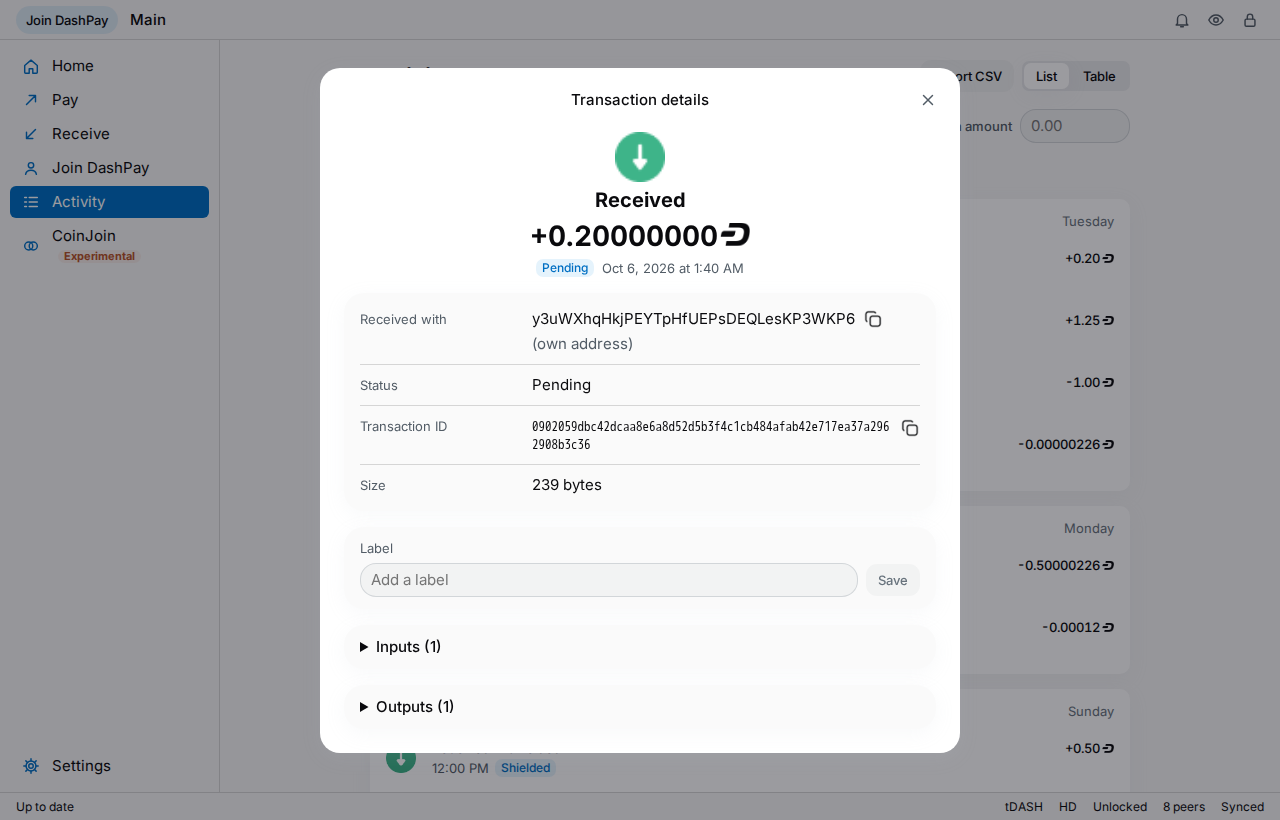 Join DashPay Main
Home
Pay
Receive
Join DashPay
Activity
CoinJoin
Experimental
Settings
CSV
List
Table
amount
0.00
Transaction details
Received
+0.20000000
Pending Oct 6, 2026 at 1:40 AM
Received with
y3uWXhqHkjPEYTpHfUEPsDEQLesKP3WKP6
(own address)
Status
Pending
Transaction ID
0902059dbc42dcaa8e6a8d52d5b3f4c1cb484afab42e717ea37a296
2908b3c36
Size
239 bytes
Label
Add a label
Save
Inputs (1)
Outputs (1)
Tuesday
+0.20
+1.25
-1.00
-0.00000226
Monday
-0.50000226
-0.00012
Sunday
+0.50
12:00 PM Shielded
Up to date
tDASH HD Unlocked 8 peers Synced